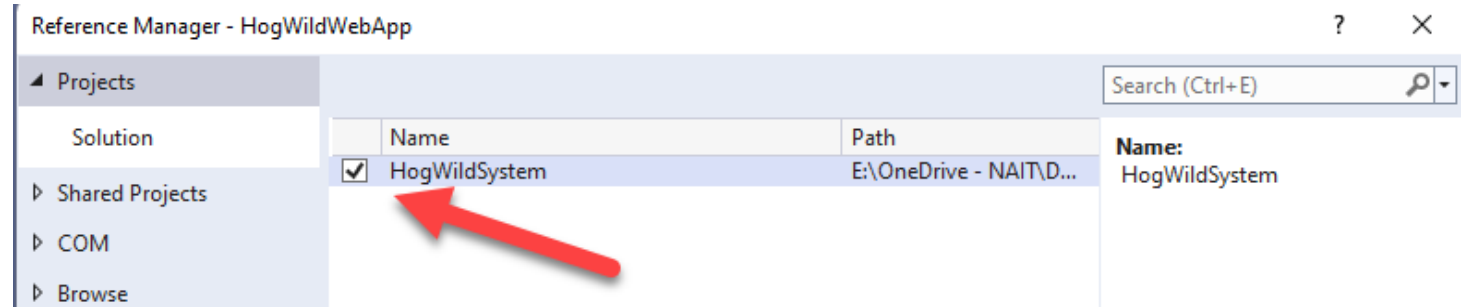 Reference Manager - HogWildWebApp
?
Projects
Solution
Shared Projects
COM
Browse
Name
Path
HogWildSystem
E:\OneDrive - NAIT\D...
Search (Ctrl+E)
Name:
HogWildSystem